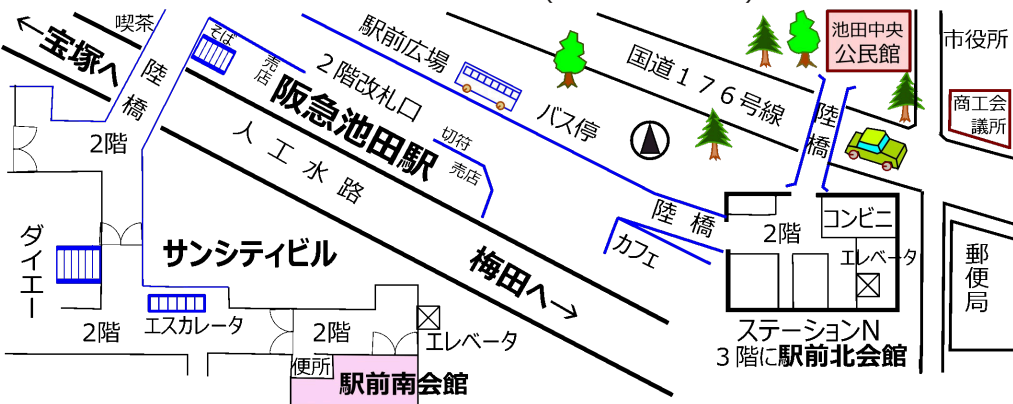 喫茶
←宝塚へ
陸橋
2階
そば
売店
2階改札口
阪急池田駅
切符
売店
駅前広場
バス停
国道176号線
池田中央
公民館
市役所
商工会
議所
陸橋
人工水路
梅田へ→
陸橋
カフェ
2階
コンビニ
エレベータ
郵便局
ステーションN
3階に駅前北会館
ダイエー
サンシティビル
2階
エスカレータ
2階
エレベータ
便所
駅前南会館